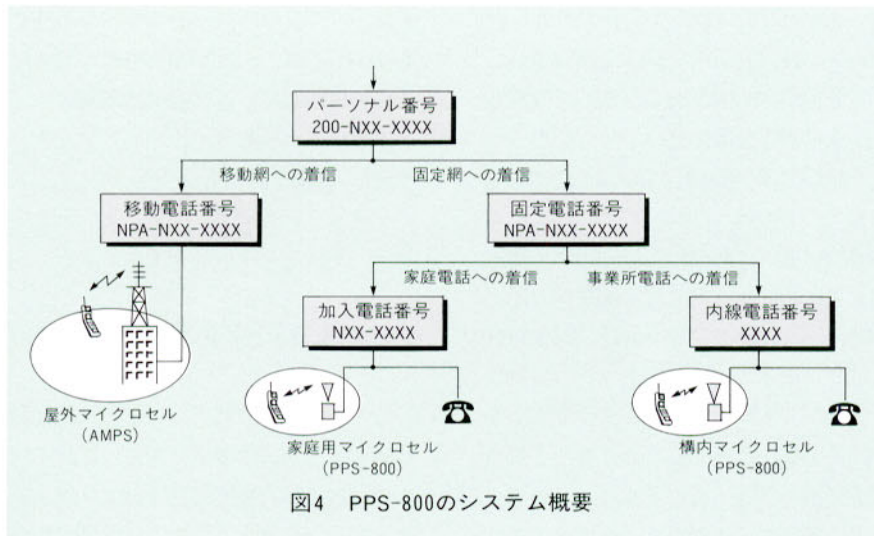 パーソナル番号
200-NXX-XXXX
移動網への着信
固定網への着信
移動電話番号
NPA-NXX-XXXX
固定電話番号
NPA-NXX-XXXX
家庭電話への着信
事業所電話への着信
加入電話番号
NXX-XXXX
内線電話番号
XXXX
屋外マイクロセル
(AMPS)
家庭用マイクロセル
(PPS-800)
構内マイクロセル
(PPS-800)
図4 PPS-800のシステム概要